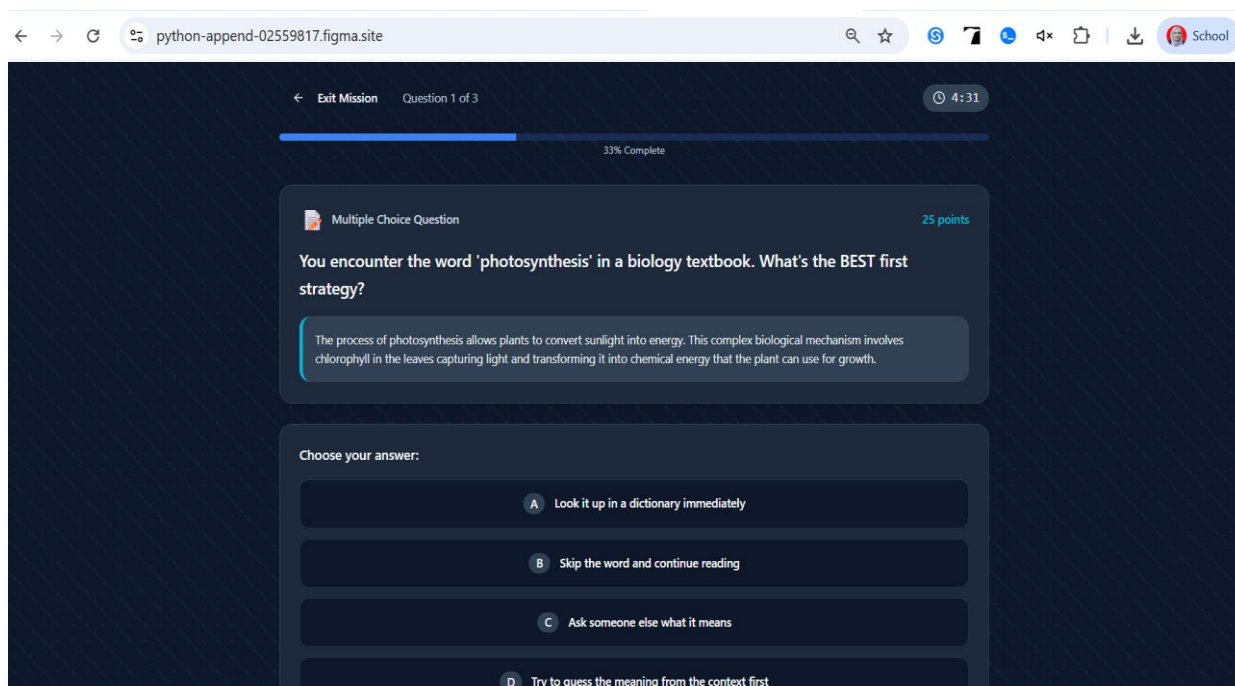 python-append-02559817.figma.site
School
Exit Mission Question 1 of 3 4:31
33% Complete
Multiple Choice Question 25 points
You encounter the word 'photosynthesis' in a biology textbook. What's the BEST first
strategy?
The process of photosynthesis allows plants to convert sunlight into energy. This complex biological mechanism involves
chlorophyll in the leaves capturing light and transforming it into chemical energy that the plant can use for growth.
Choose your answer:
A Look it up in a dictionary immediately
B Skip the word and continue reading
C Ask someone else what it means
D Try to guess the meaning from the context first